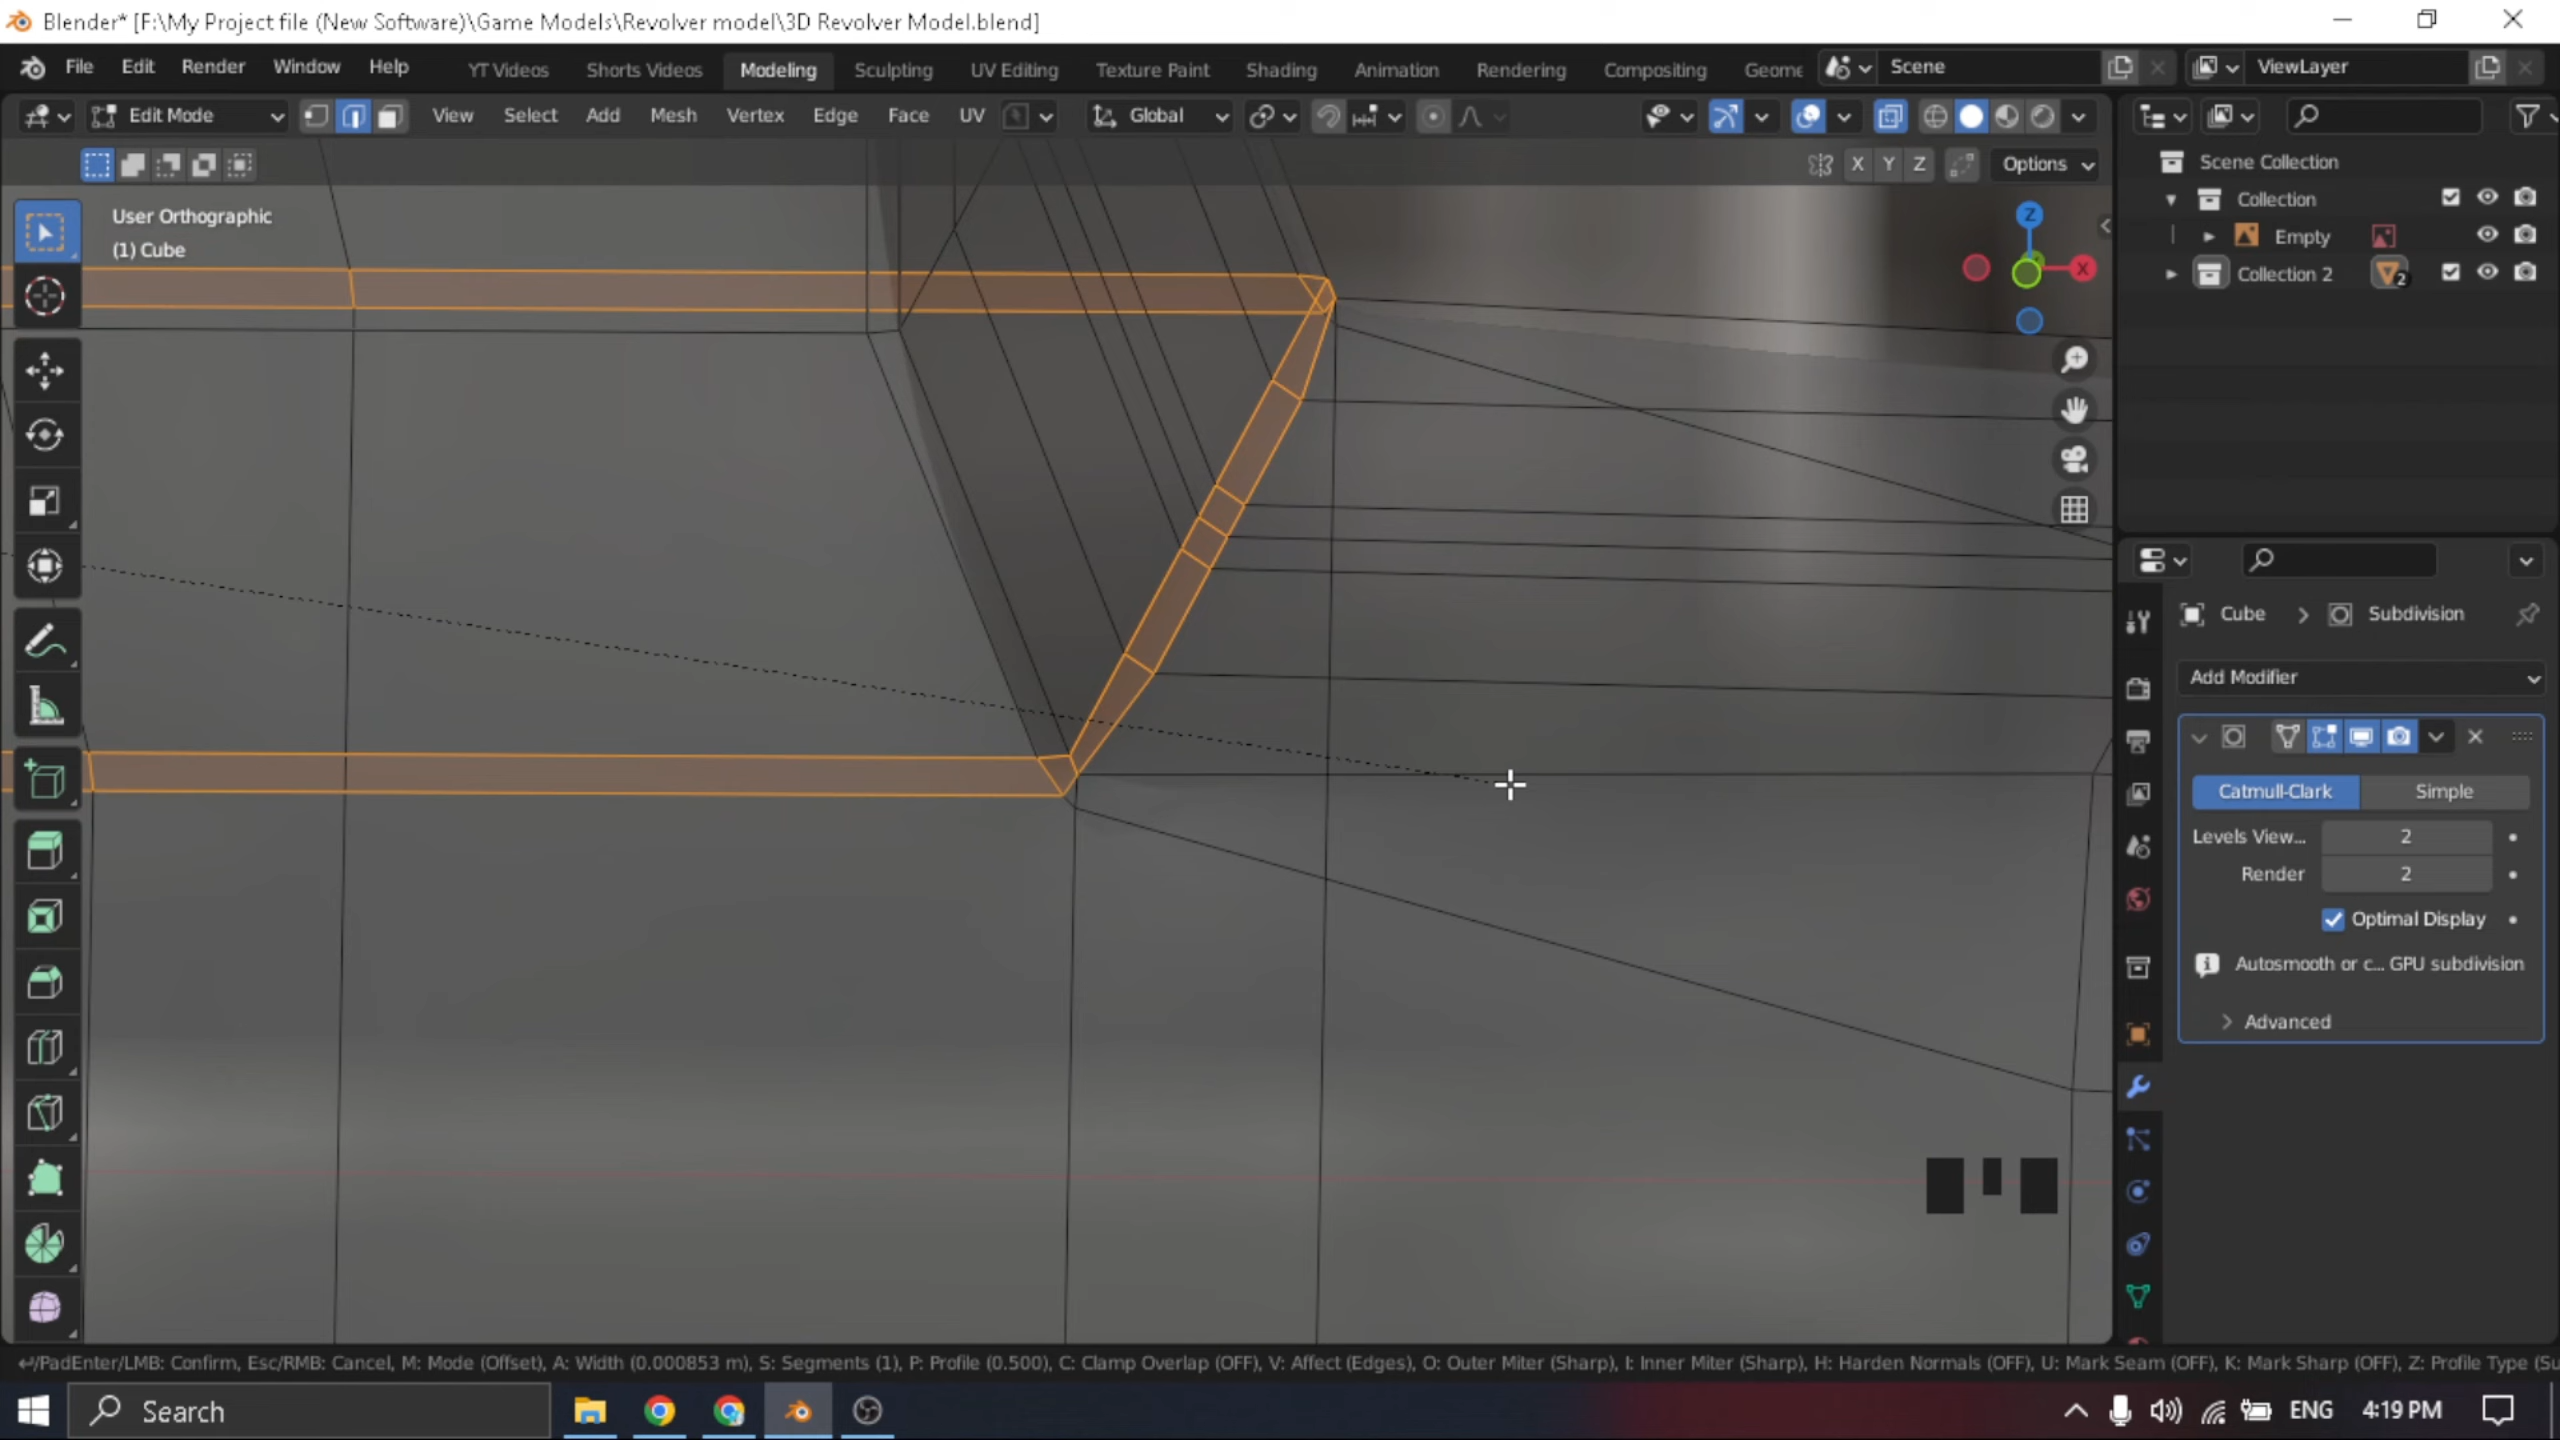 Blender* [F:\My Project file (New Software)\Game Models\Revolver model\3D Revolver Model.blend]
File Edit Render Window Help YT Videos Shorts Videos Modeling Sculpting UV Editing Texture Paint Shading Animation Rendering Compositing Geome Scene ViewLayer
Edit Mode View Select Add Mesh Vertex Edge Face UV Global
X Y Z Options
Scene Collection
Collection
Empty
Collection 2 2
User Orthographic
(1) Cube
Z
X
Cube > Subdivision
Add Modifier
Catmull-Clark Simple
Levels View... 2
Render 2
Optimal Display
Autosmooth or c... GPU subdivision
Advanced
↵/PadEnter/LMB: Confirm, Esc/RMB: Cancel, M: Mode (Offset), A: Width (0.000853 m), S: Segments (1), P: Profile (0.500), C: Clamp Overlap (OFF), V: Affect (Edges), O: Outer Miter (Sharp), I: Inner Miter (Sharp), H: Harden Normals (OFF), U: Mark Seam (OFF), K: Mark Sharp (OFF), Z: Profile Type (Su
Search ENG 4:19 PM